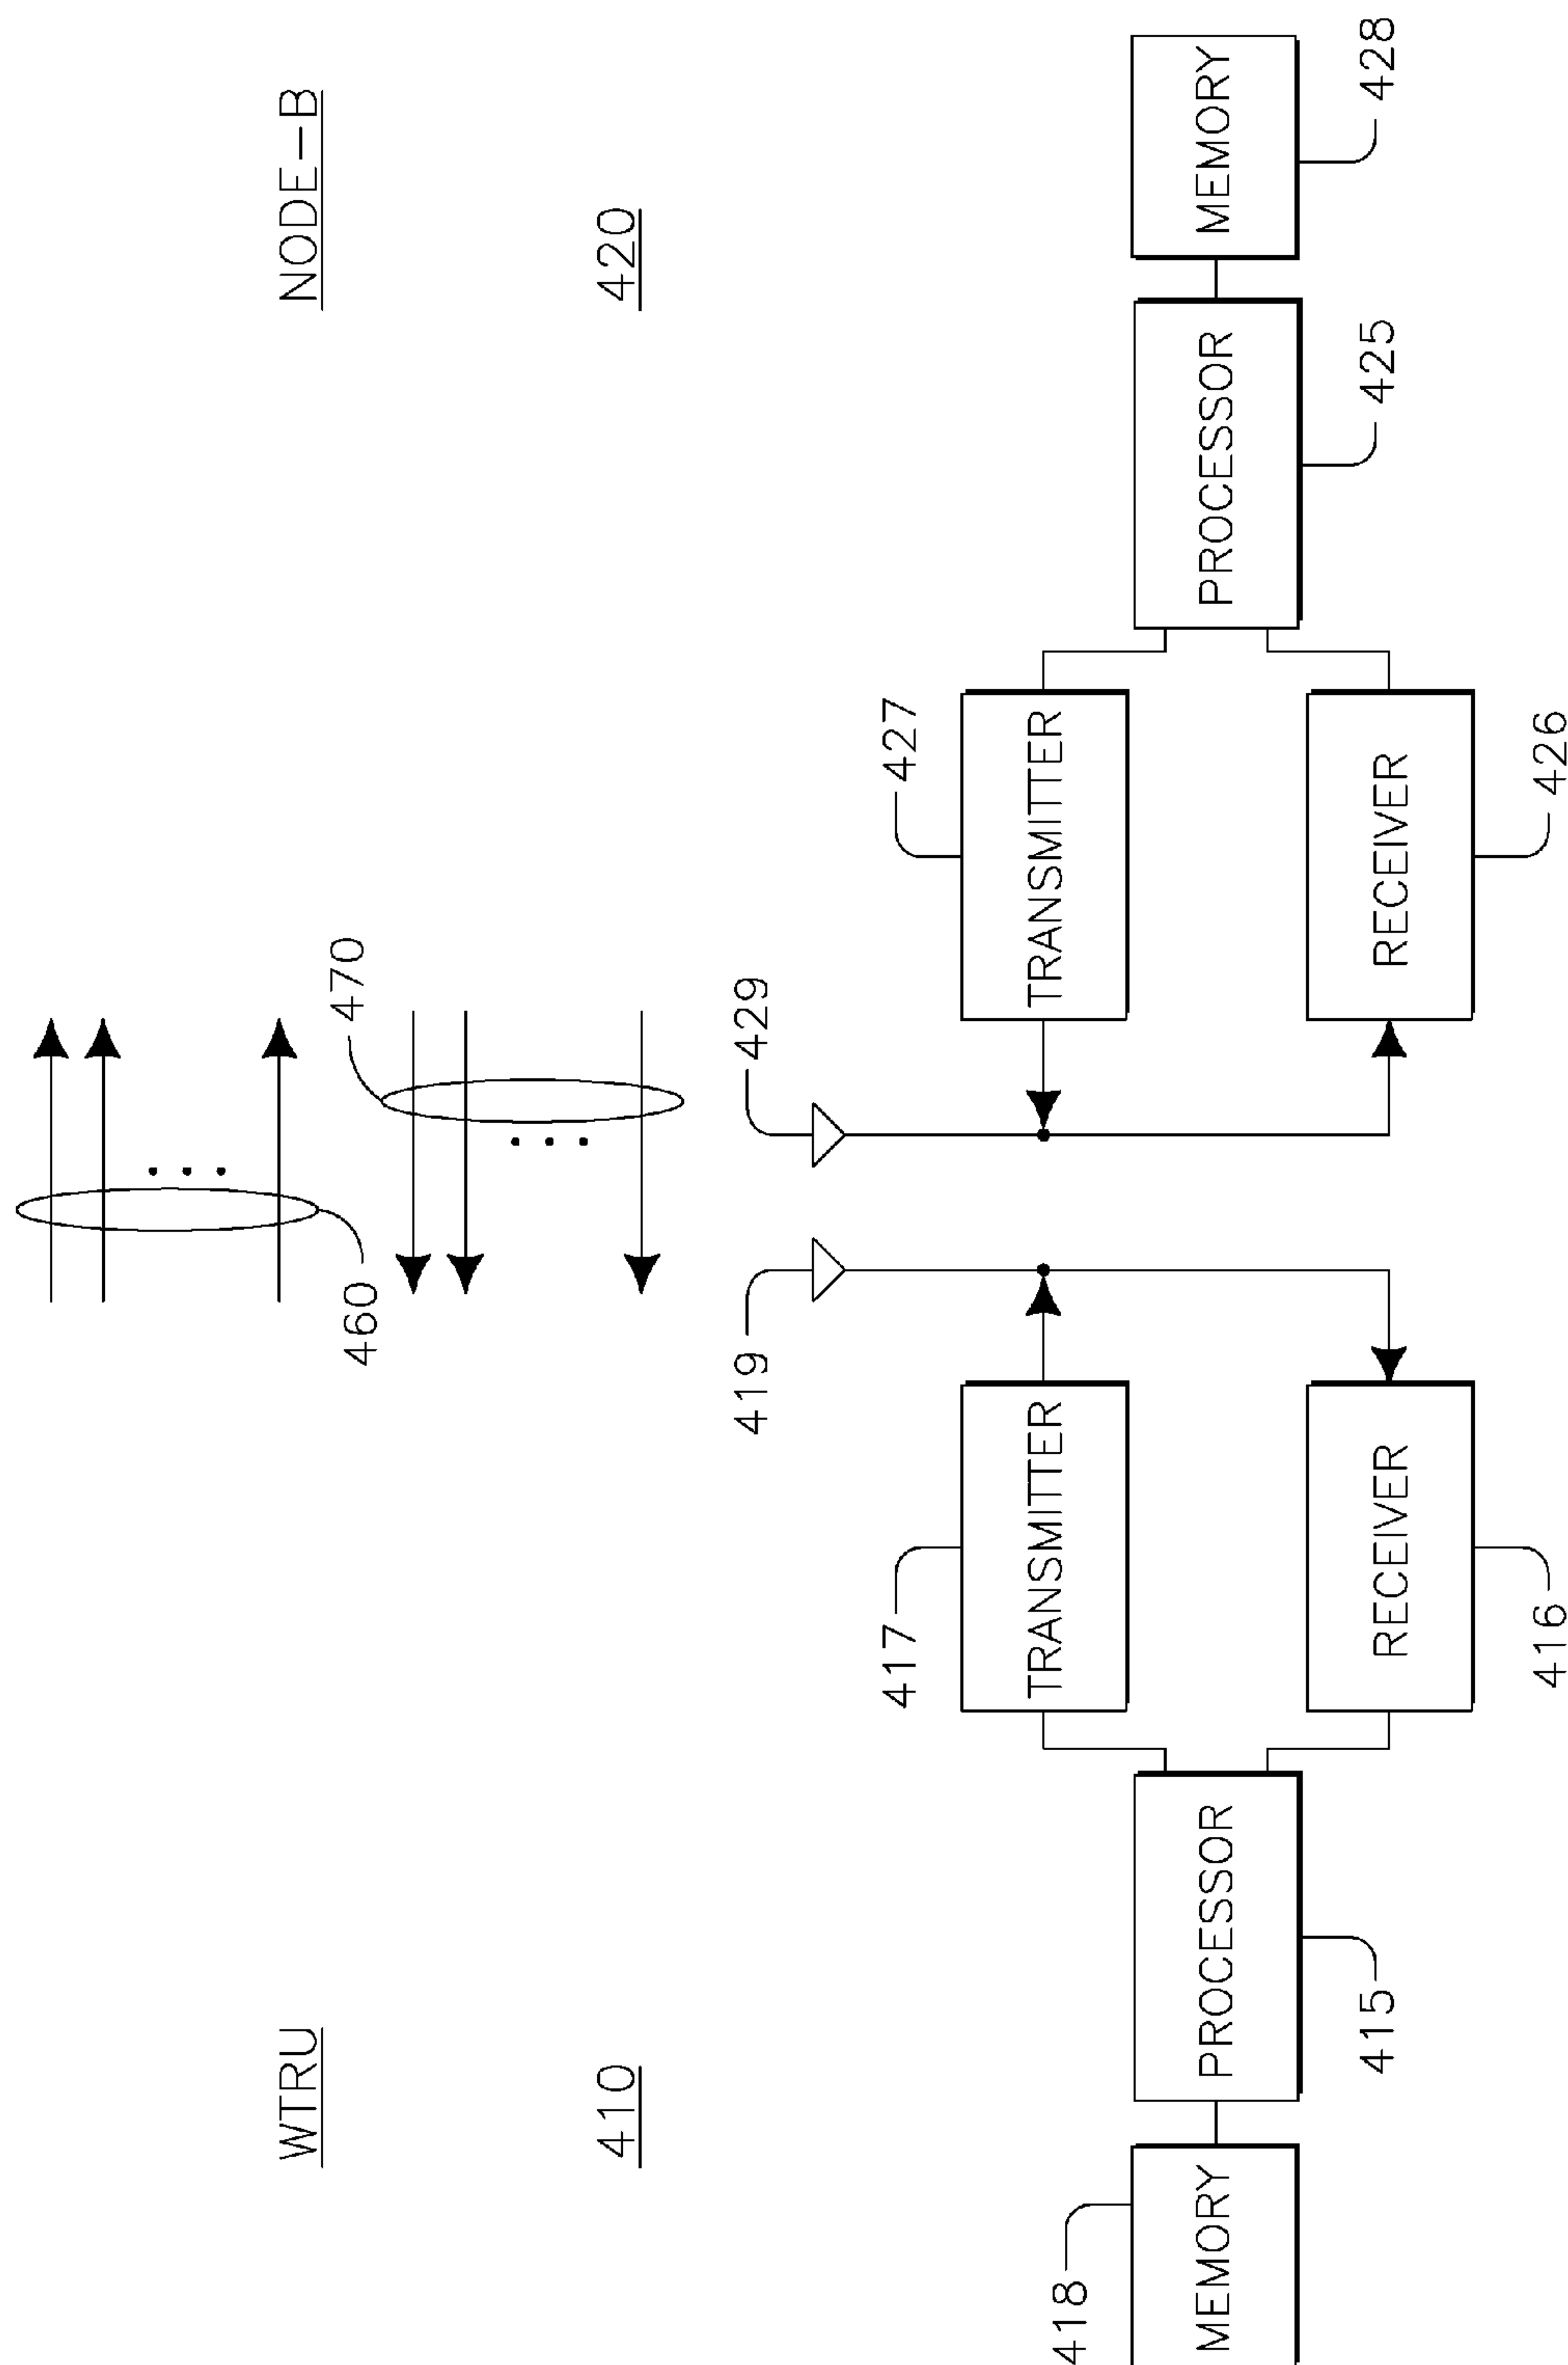 WTRU
NODE-B
460
470
410
420
419
429
417
TRANSMITTER
TRANSMITTER
427
418
MEMORY
PROCESSOR
PROCESSOR
MEMORY
415
425
428
RECEIVER
RECEIVER
416
426